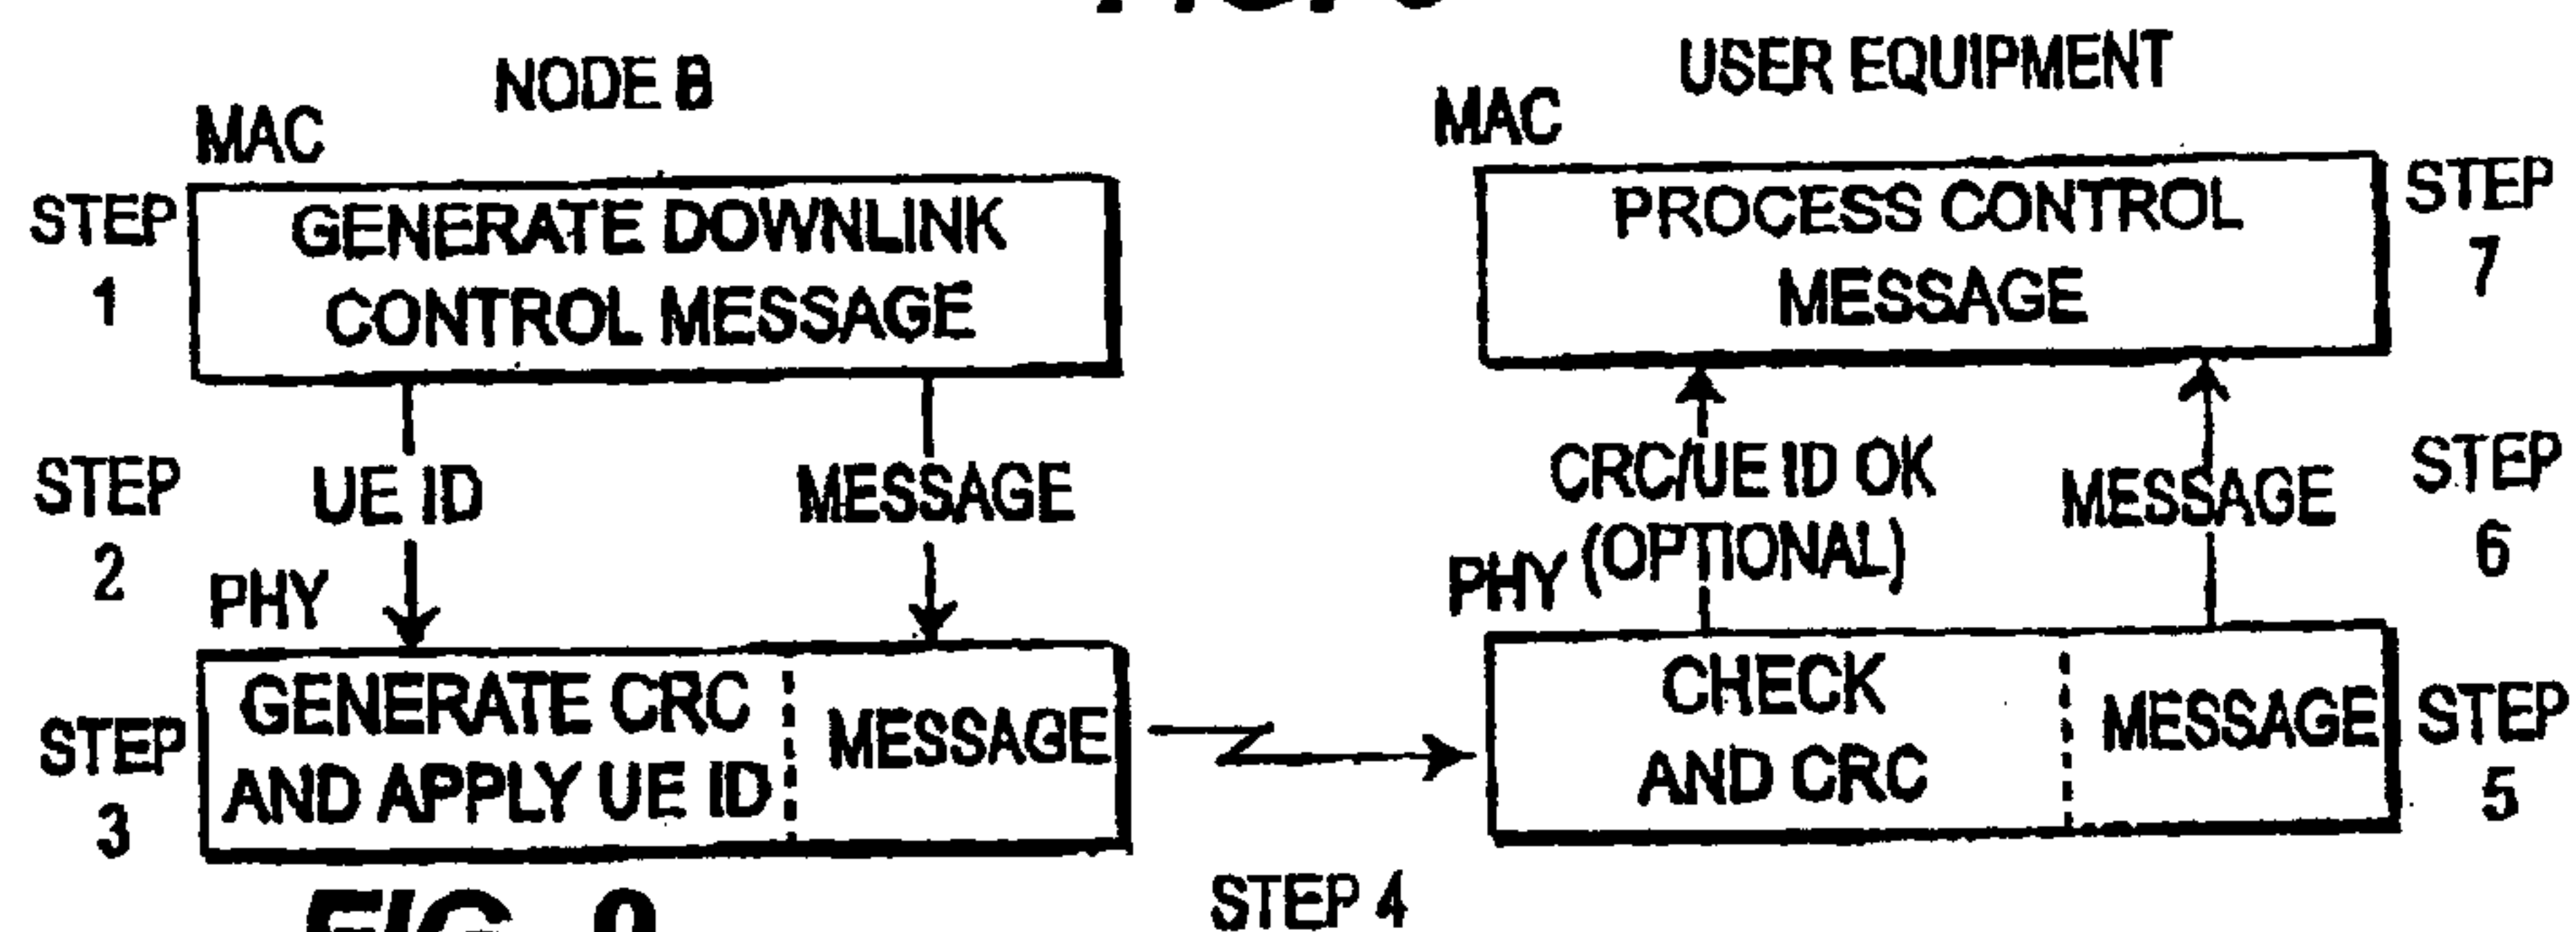 NODE B
MAC
STEP 1
GENERATE DOWNLINK
CONTROL MESSAGE
STEP 2
UE ID
MESSAGE
PHY
STEP 3
GENERATE CRC
AND APPLY UE ID
MESSAGE
STEP 4
USER EQUIPMENT
MAC
PROCESS CONTROL
MESSAGE
STEP 7
CRC/UE ID OK
(OPTIONAL)
MESSAGE
STEP 6
PHY
CHECK
AND CRC
MESSAGE
STEP 5